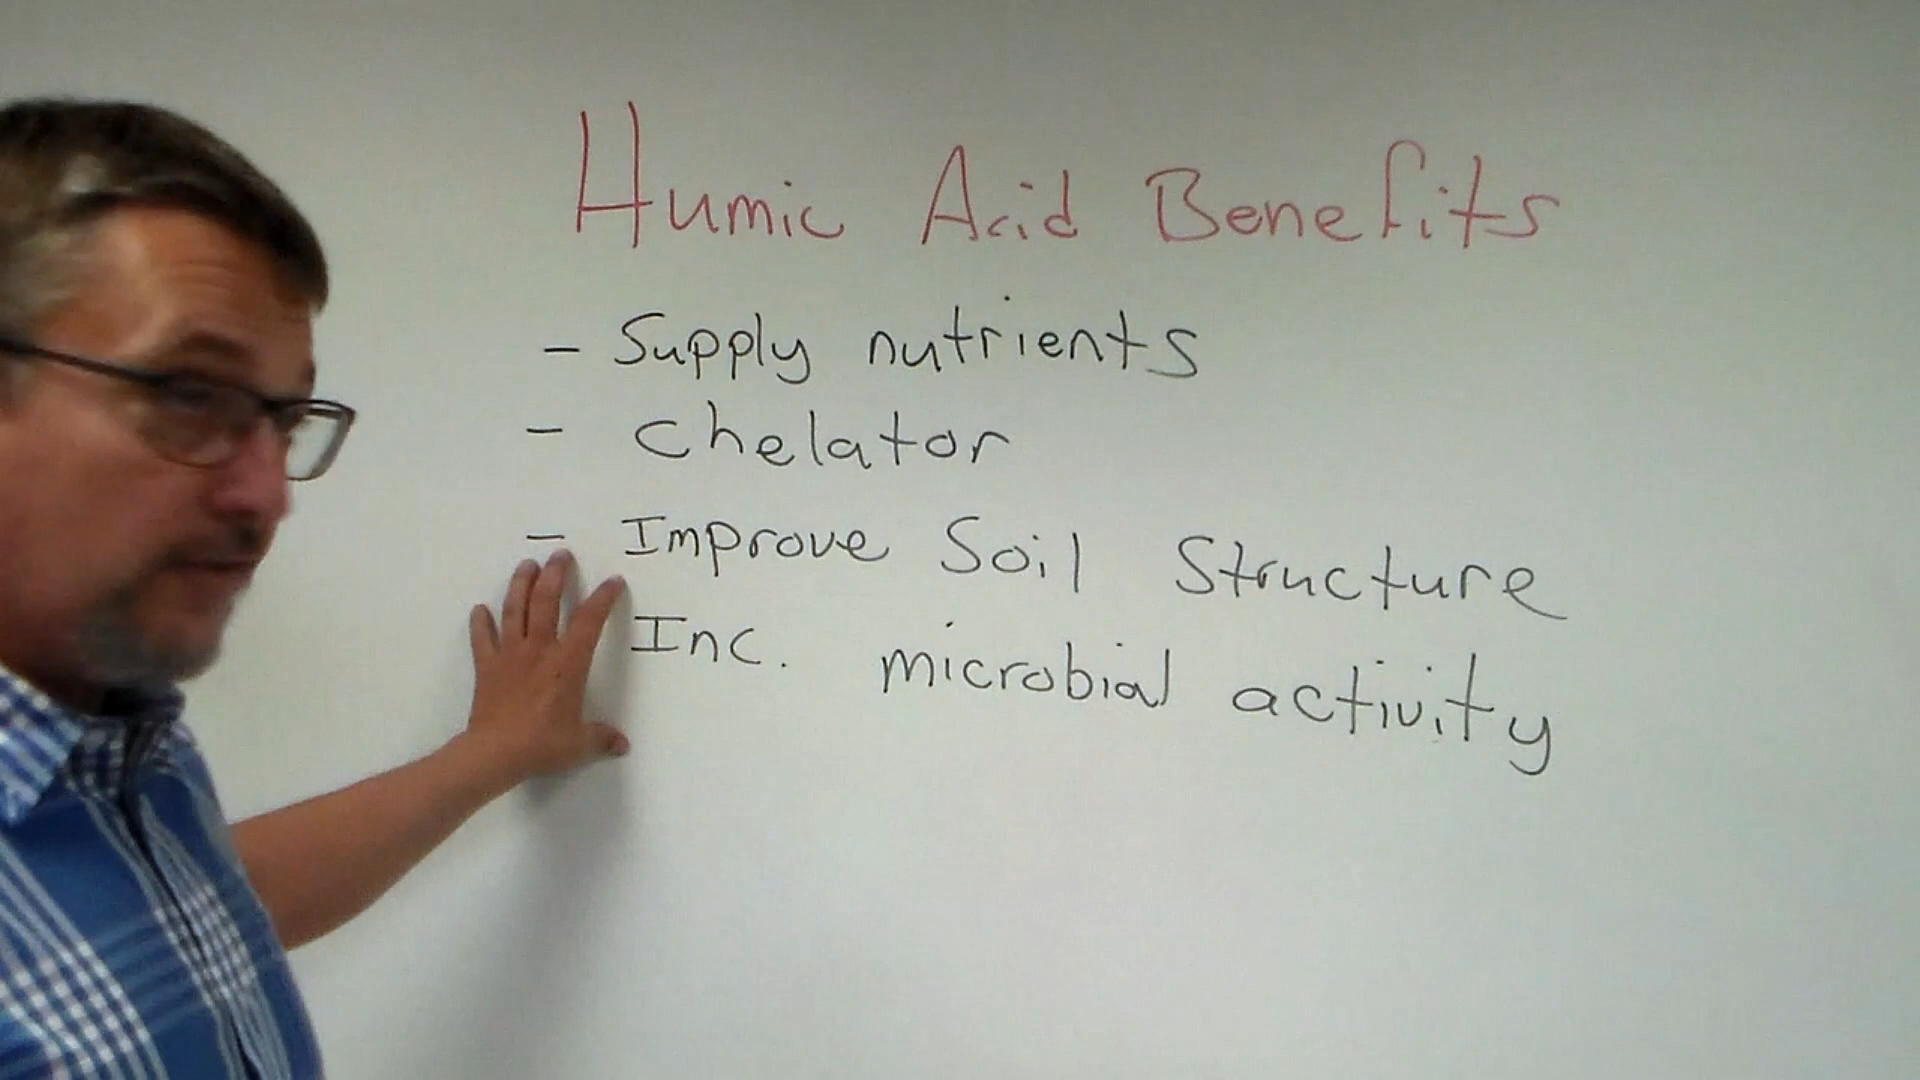 Humic Acid Benefits
- Supply nutrients
- Chelator
- Improve Soil Structure
Inc. microbial activity